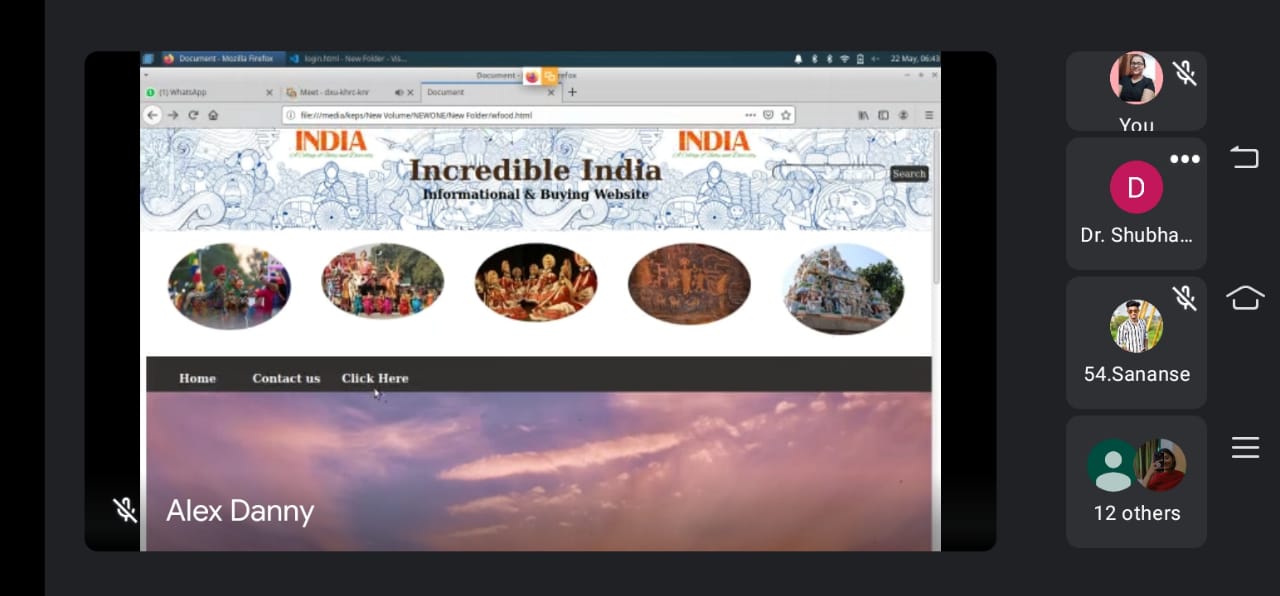 Document - Mozilla Firefox
login.html - New Folder - Vis...
22 May, 06:43
Document -
refox
(1) WhatsApp
Meet - dxu-khrc-knr
Document
file:///media/keps/New Volume/NEWONE/New Folder/wfood.html
INDIA
INDIA
Incredible India
Informational & Buying Website
Search
Home
Contact us
Click Here
Alex Danny
You
D
Dr. Shubha...
54.Sananse
12 others